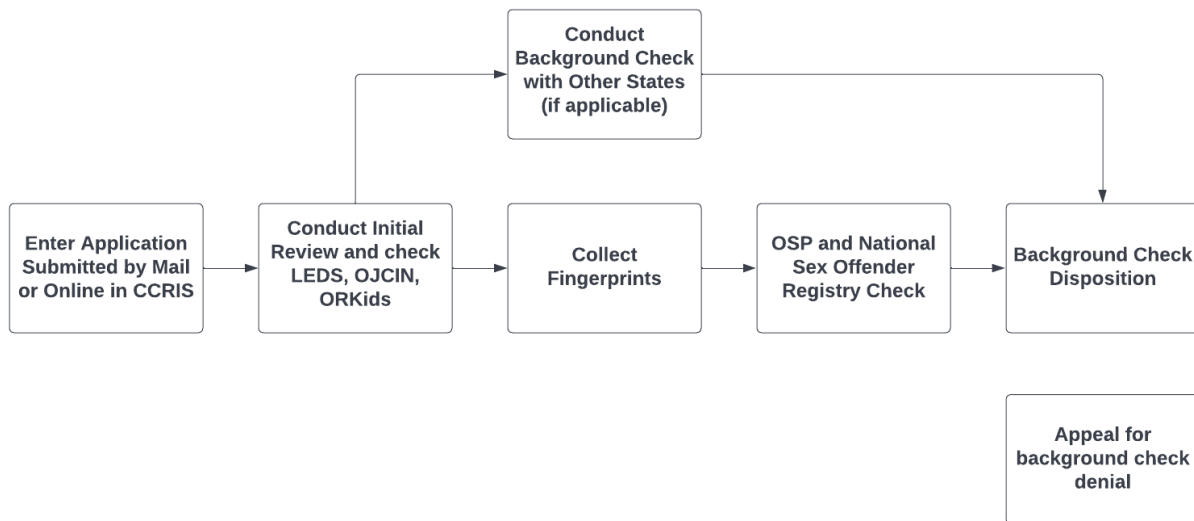 Conduct
Background Check
with Other States
(if applicable)
Enter Application
Submitted by Mail
or Online in CCRIS
Conduct Initial
Review and check
LEDS, OJCIN,
ORKids
Collect
Fingerprints
OSP and National
Sex Offender
Registry Check
Background Check
Disposition
Appeal for
background check
denial